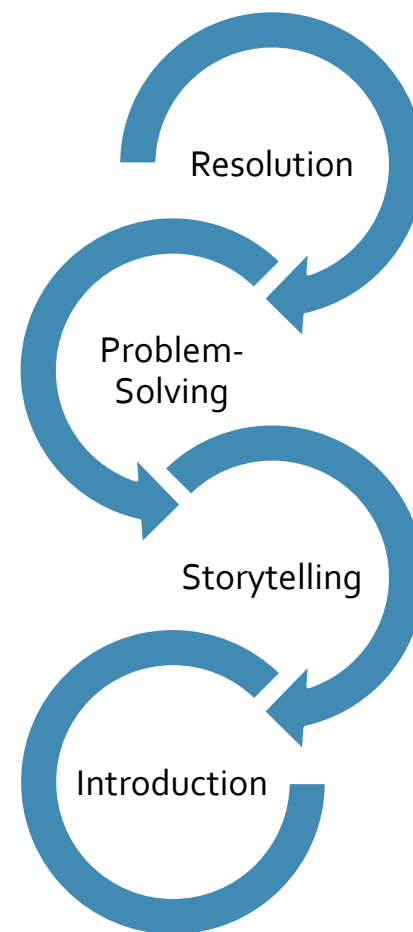 Resolution
Problem-
Solving
Storytelling
Introduction